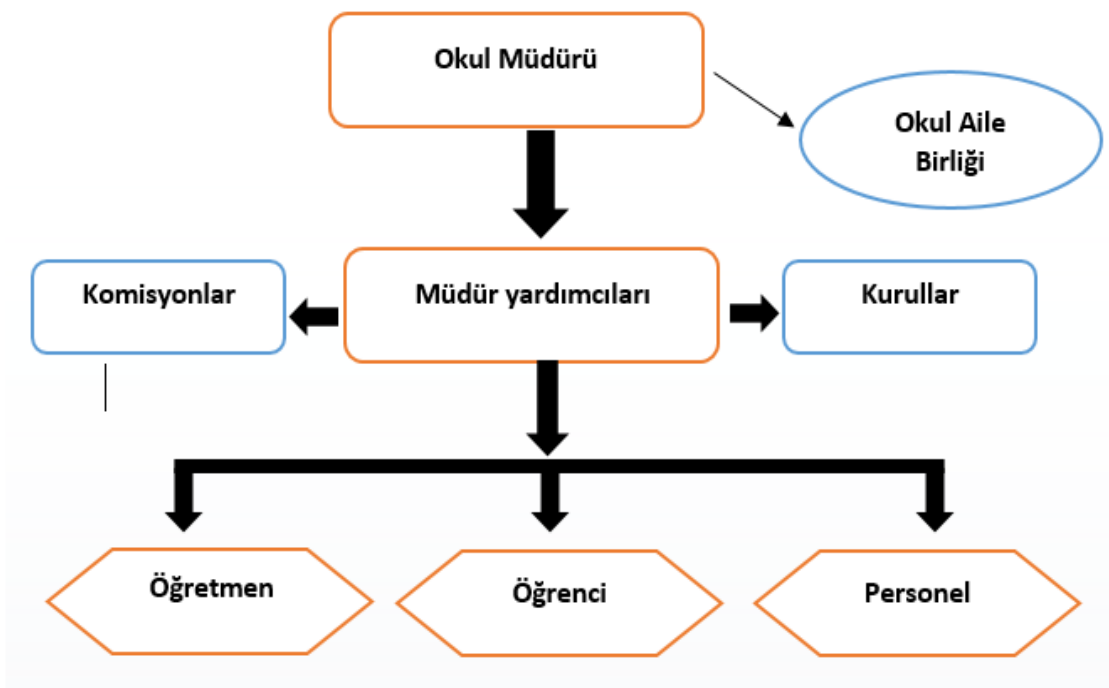 Okul Müdürü
Okul Aile
Birliği
Komisyonlar
Müdür yardımcıları
Kurullar
Öğretmen
Öğrenci
Personel